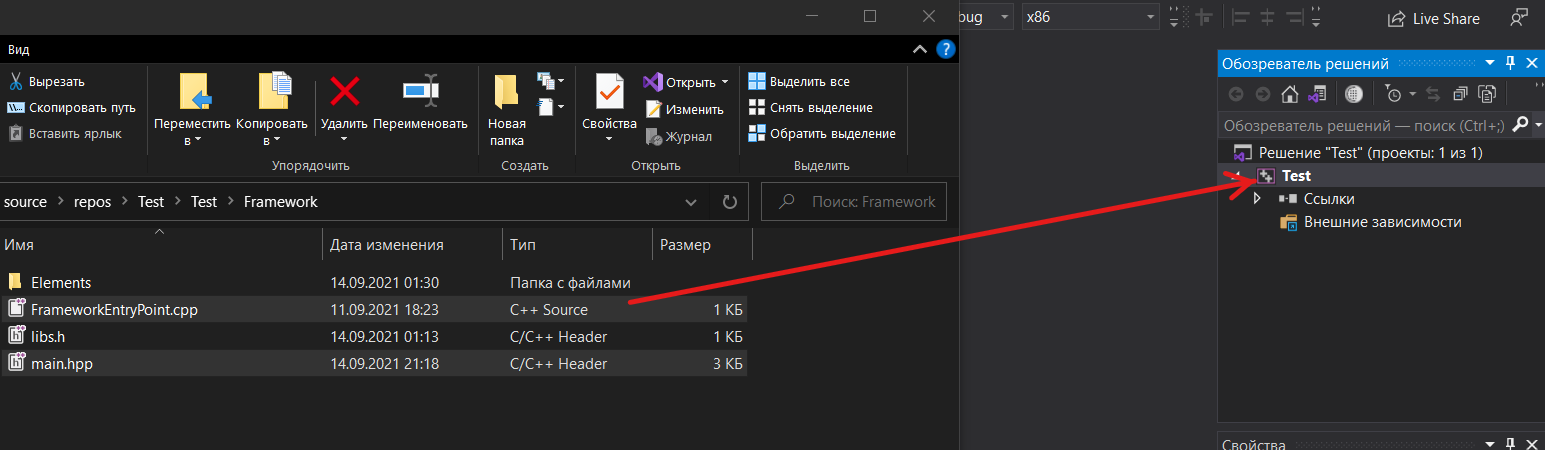 bug x86 Live Share
Вид
Вырезать
Скопировать путь
Вставить ярлык
Переместить в
Копировать в
Удалить
Переименовать
Упорядочить
Новая папка
Создать
Свойства
Открыть
Изменить
Журнал
Открыть
Выделить все
Снять выделение
Обратить выделение
Выделить
source › repos › Test › Test › Framework
Поиск: Framework
Имя Дата изменения Тип Размер
Elements 14.09.2021 01:30 Папка с файлами
FrameworkEntryPoint.cpp 11.09.2021 18:23 C++ Source 1 КБ
libs.h 14.09.2021 01:13 C/C++ Header 1 КБ
main.hpp 14.09.2021 21:18 C/C++ Header 3 КБ
Обозреватель решений
Обозреватель решений — поиск (Ctrl+;)
Решение "Test" (проекты: 1 из 1)
Test
Ссылки
Внешние зависимости
Свойства